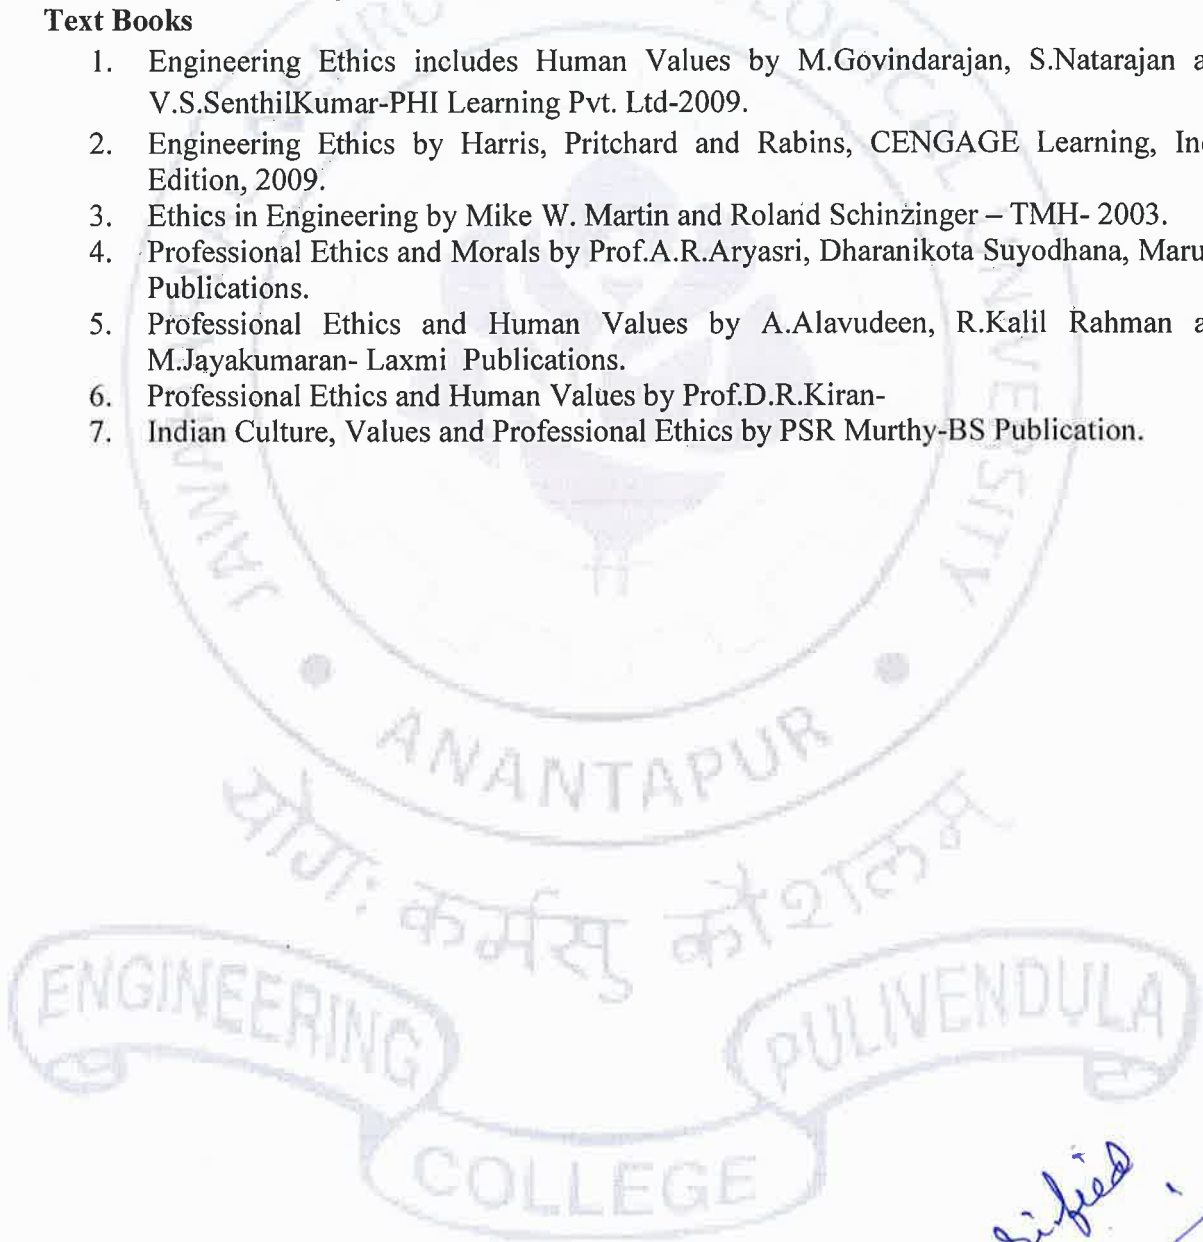 Text Books
1. Engineering Ethics includes Human Values by M.Govindarajan, S.Natarajan
V.S.SenthilKumar-PHI Learning Pvt. Ltd-2009.
2. Engineering Ethics by Harris, Pritchard and Rabins, CENGAGE Learning,
Edition, 2009.
3. Ethics in Engineering by Mike W. Martin and Roland Schinzinger – TMH- 2003.
4. Professional Ethics and Morals by Prof.A.R.Aryasri, Dharanikota Suyodhana,
Publications.
5. Professional Ethics and Human Values by A.Alavudeen, R.Kalil Rahman
M.Jayakumaran- Laxmi Publications.
6. Professional Ethics and Human Values by Prof.D.R.Kiran-
7. Indian Culture, Values and Professional Ethics by PSR Murthy-BS Publication.
UNIVERSITY
ANANTAPUR
योगः कर्मसु कौशलम
ENGINEERING
PULIVENDULA
COLLEGE